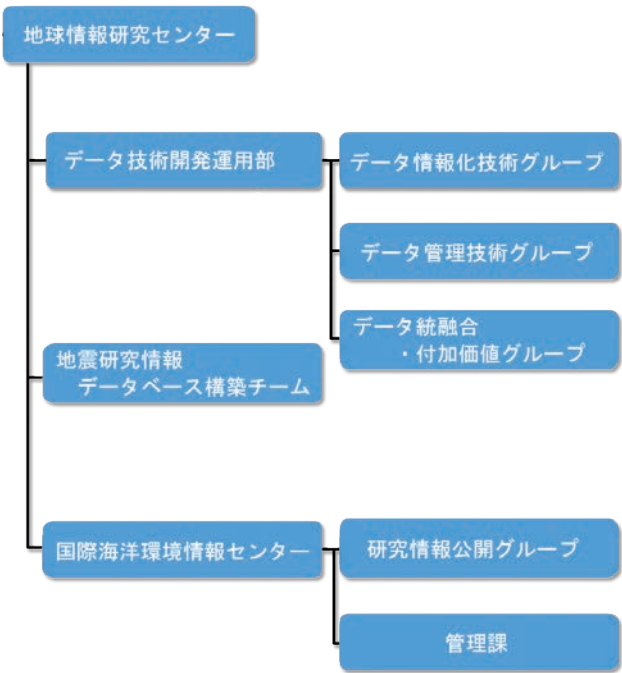 地球情報研究センター
データ技術開発運用部
データ情報化技術グループ
データ管理技術グループ
データ統融合
・付加価値グループ
地震研究情報
データベース構築チーム
国際海洋環境情報センター
研究情報公開グループ
管理課